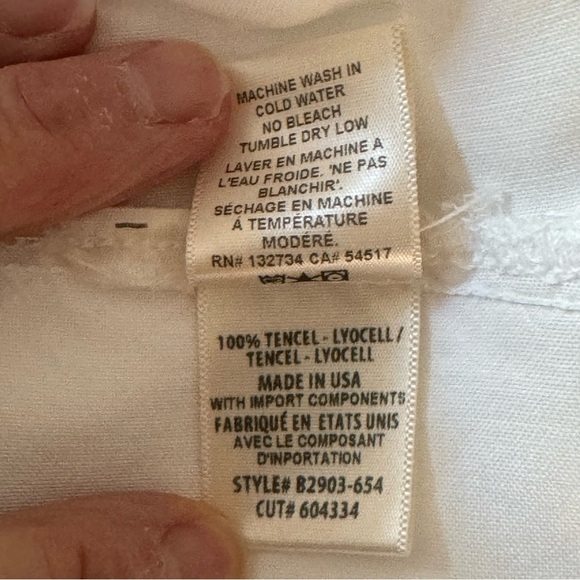 MACHINE WASH IN
COLD WATER
NO BLEACH
TUMBLE DRY LOW
LAVER EN MACHINE A
L'EAU FROIDE. 'NE PAS
BLANCHIR'.
SÉCHAGE EN MACHINE
Á TEMPÉRATURE
MODÉRÉ.
RN# 132734 CA# 54517
100% TENCEL - LYOCELL /
TENCEL - LYOCELL
MADE IN USA
WITH IMPORT COMPONENTS
FABRIQUÉ EN ETATS UNIS
AVEC LE COMPOSANT
D'INPORTATION
STYLE# B2903-654
CUT# 604334